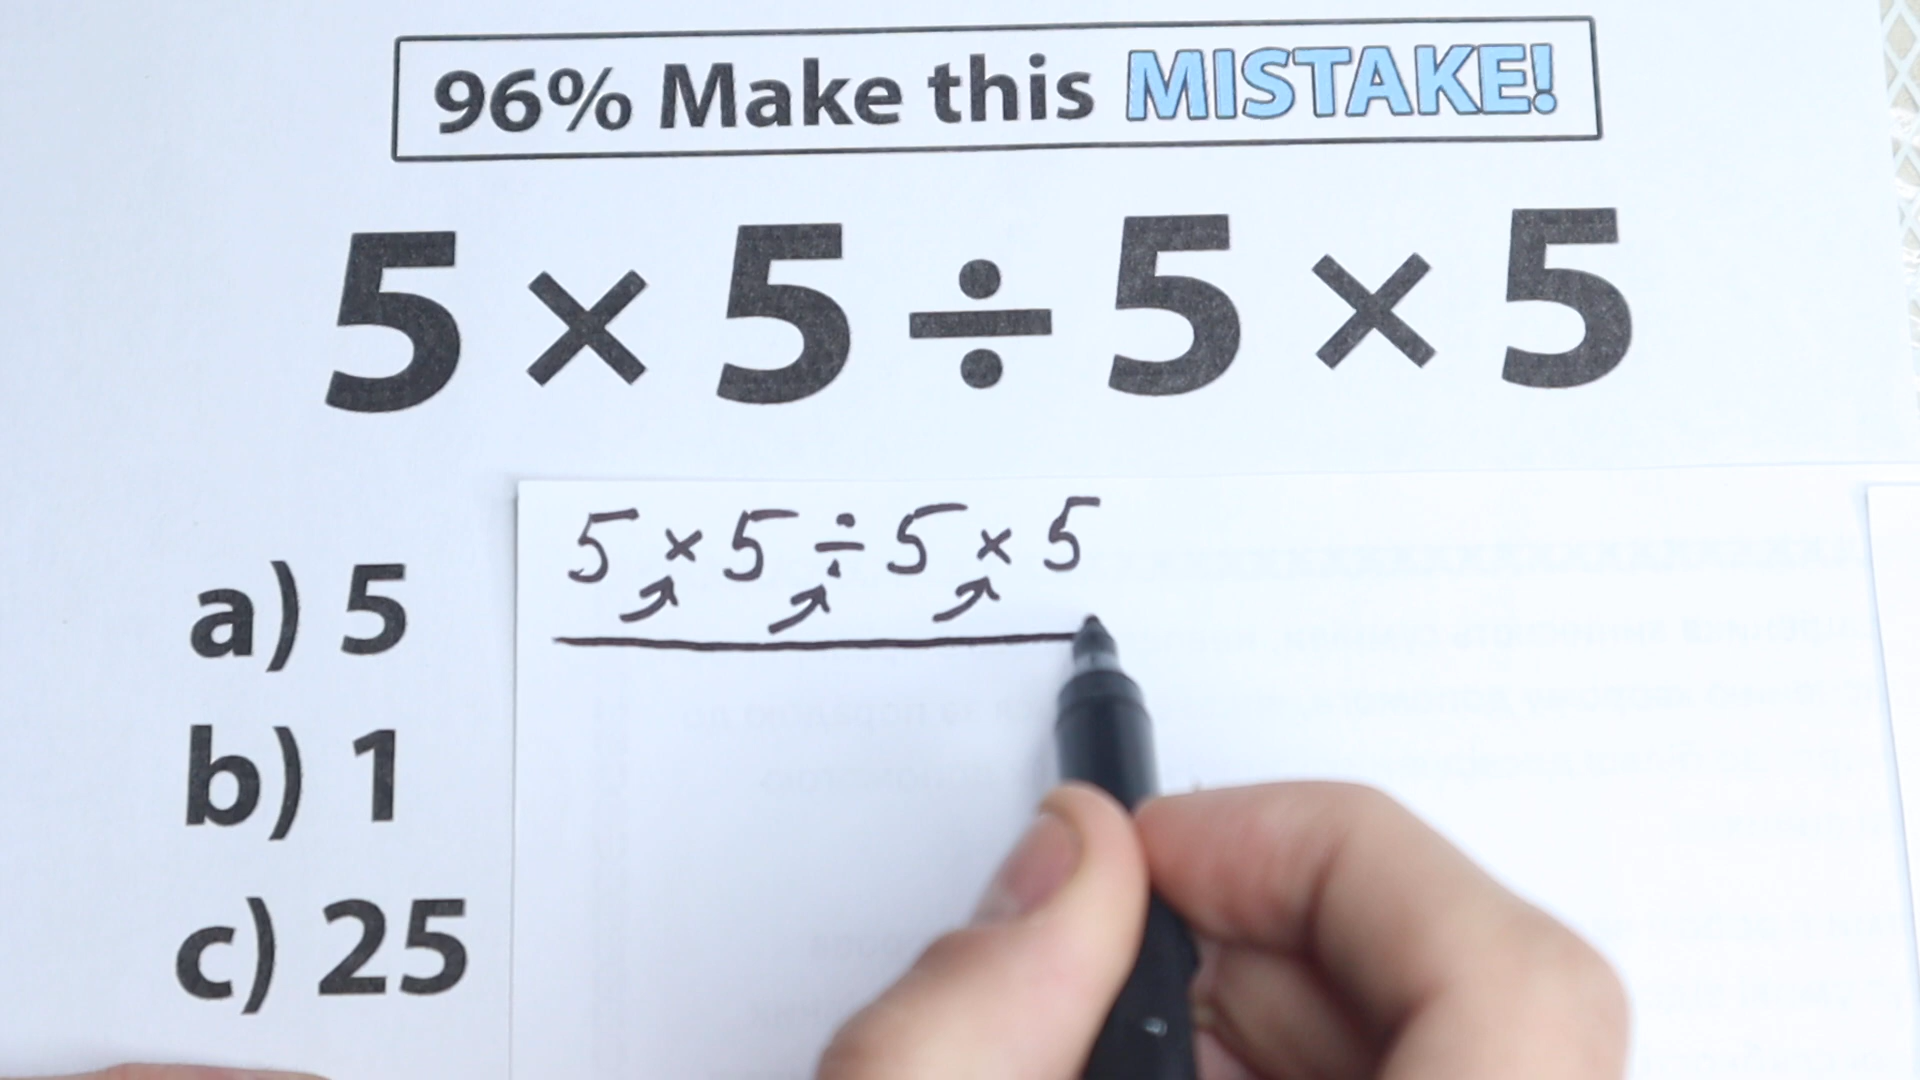 96% Make this MISTAKE!
5 × 5 ÷ 5 × 5
5 × 5 ÷ 5 × 5
a) 5
b) 1
c) 25